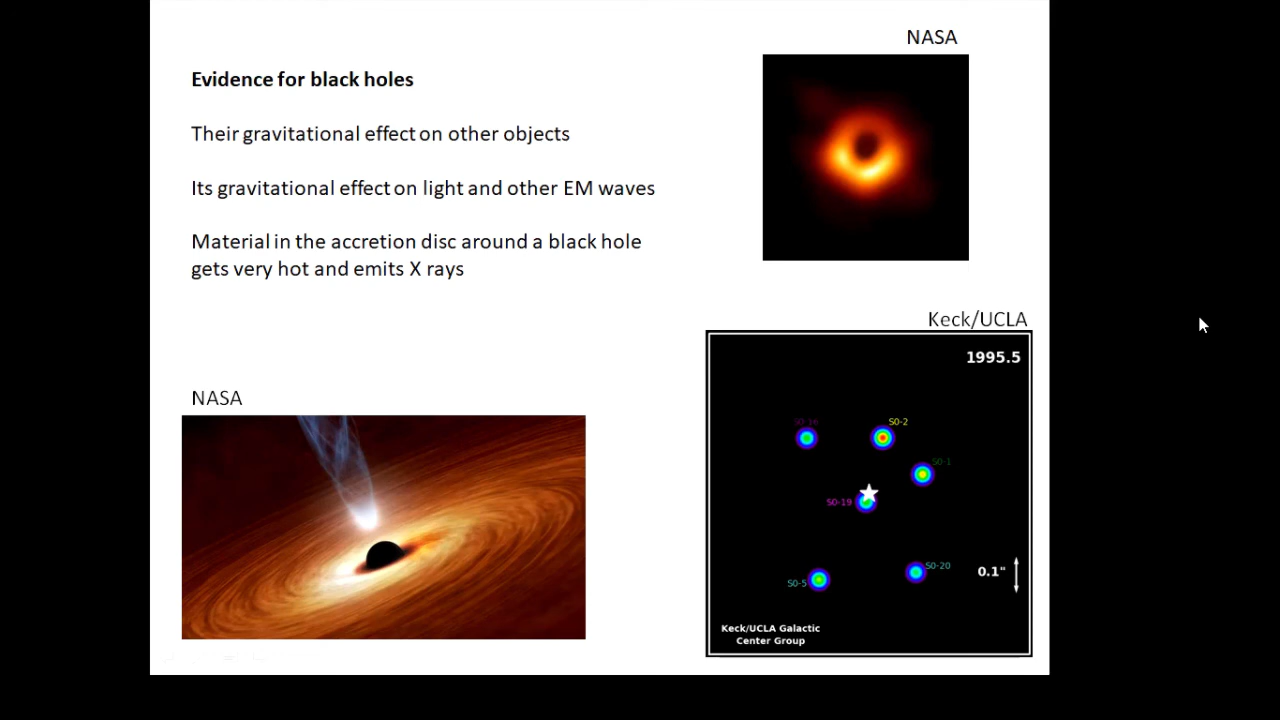 NASA
Evidence for black holes
Their gravitational effect on other objects
Its gravitational effect on light and other EM waves
Material in the accretion disc around a black hole
gets very hot and emits X rays
Keck/UCLA
1995.5
NASA
S0-16
S0-2
S0-1
S0-19
S0-20
0.1"
S0-5
Keck/UCLA Galactic
Center Group